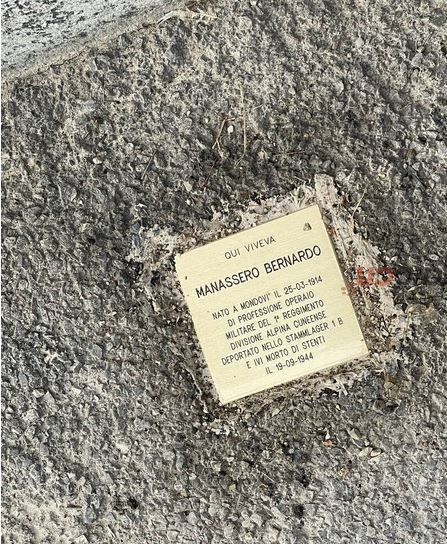 QUI VIVEVA
MANASSERO BERNARDO
NATO A MONDOVI' IL 25-03-1914
DI PROFESSIONE OPERAIO
MILITARE DEL 1° REGGIMENTO
DIVISIONE ALPINA CUNEENSE
DEPORTATO NELLO STAMMLAGER 1 B
E IVI MORTO DI STENTI
IL 19-09-1944